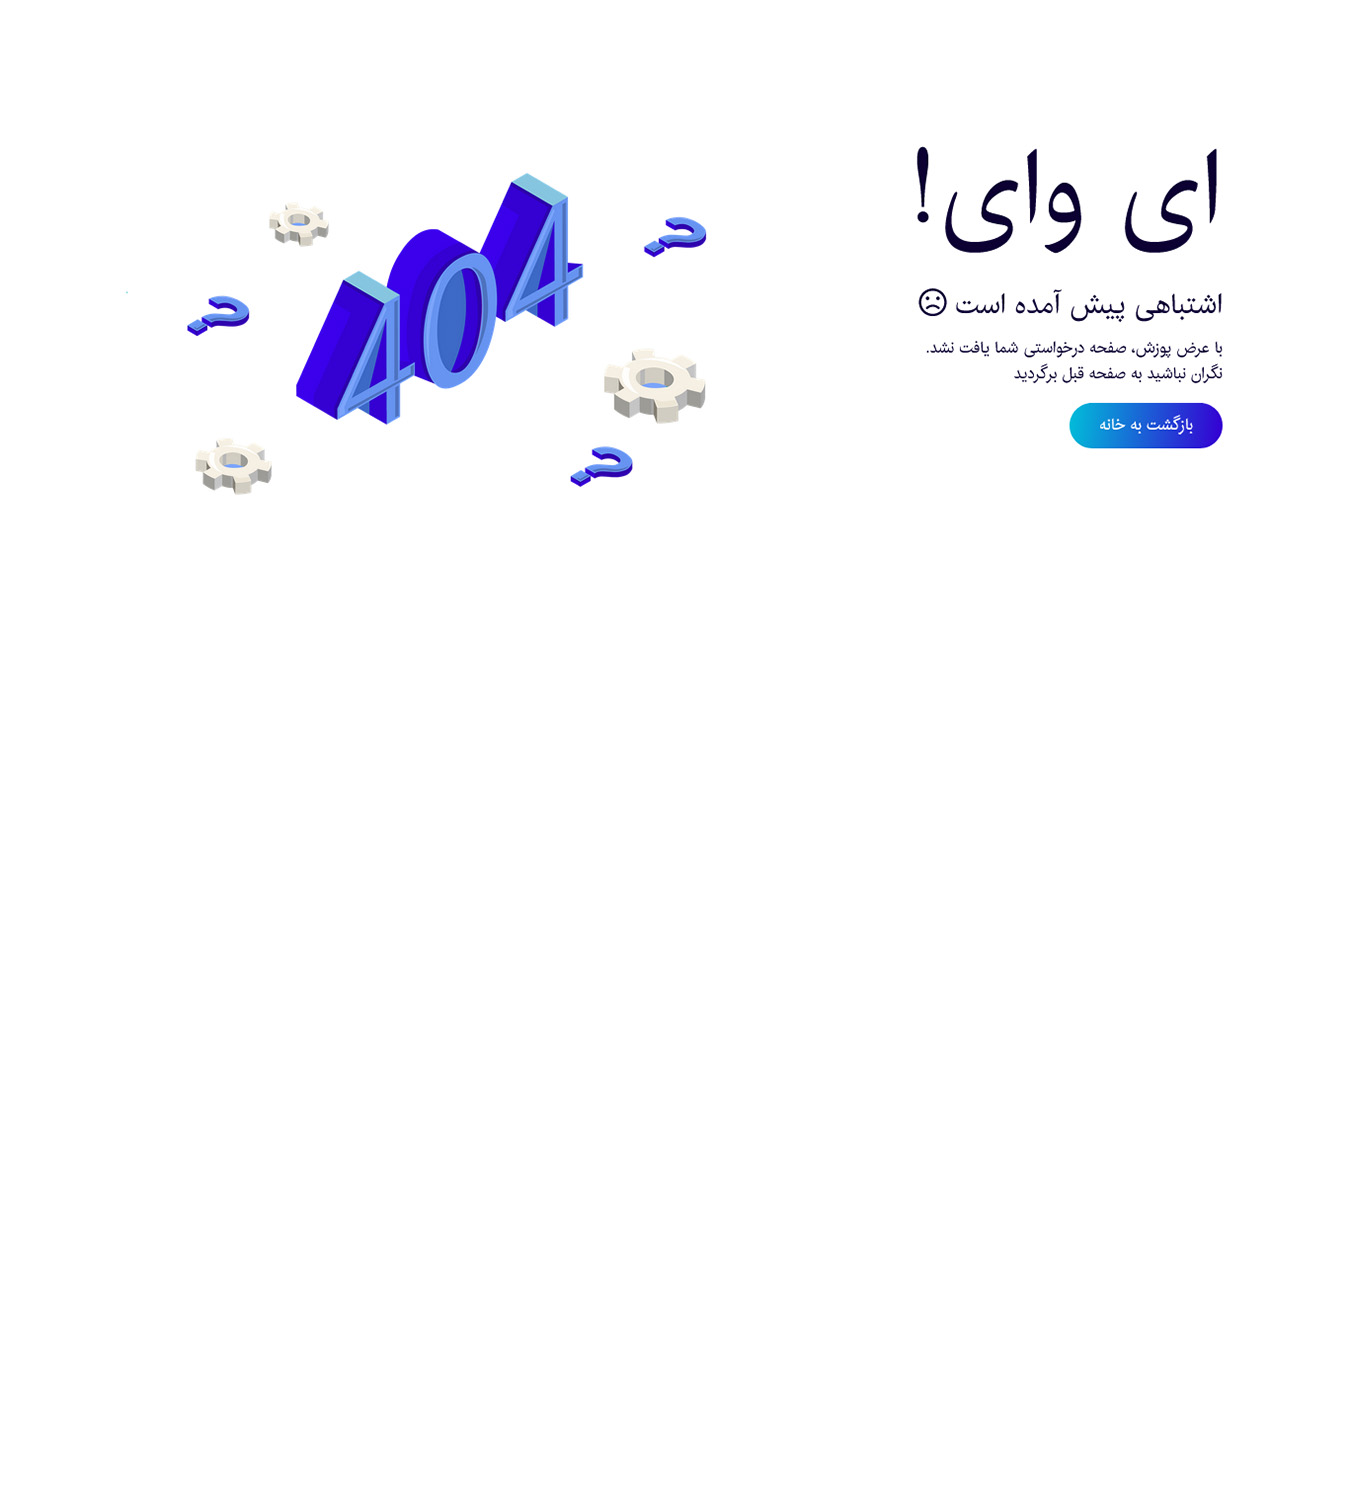 ای وای!
اشتباهی پیش آمده است ☹
با عرض پوزش، صفحه درخواستی شما یافت نشد.
نگران نباشید به صفحه قبل برگردید
بازگشت به خانه
404
?
?
?